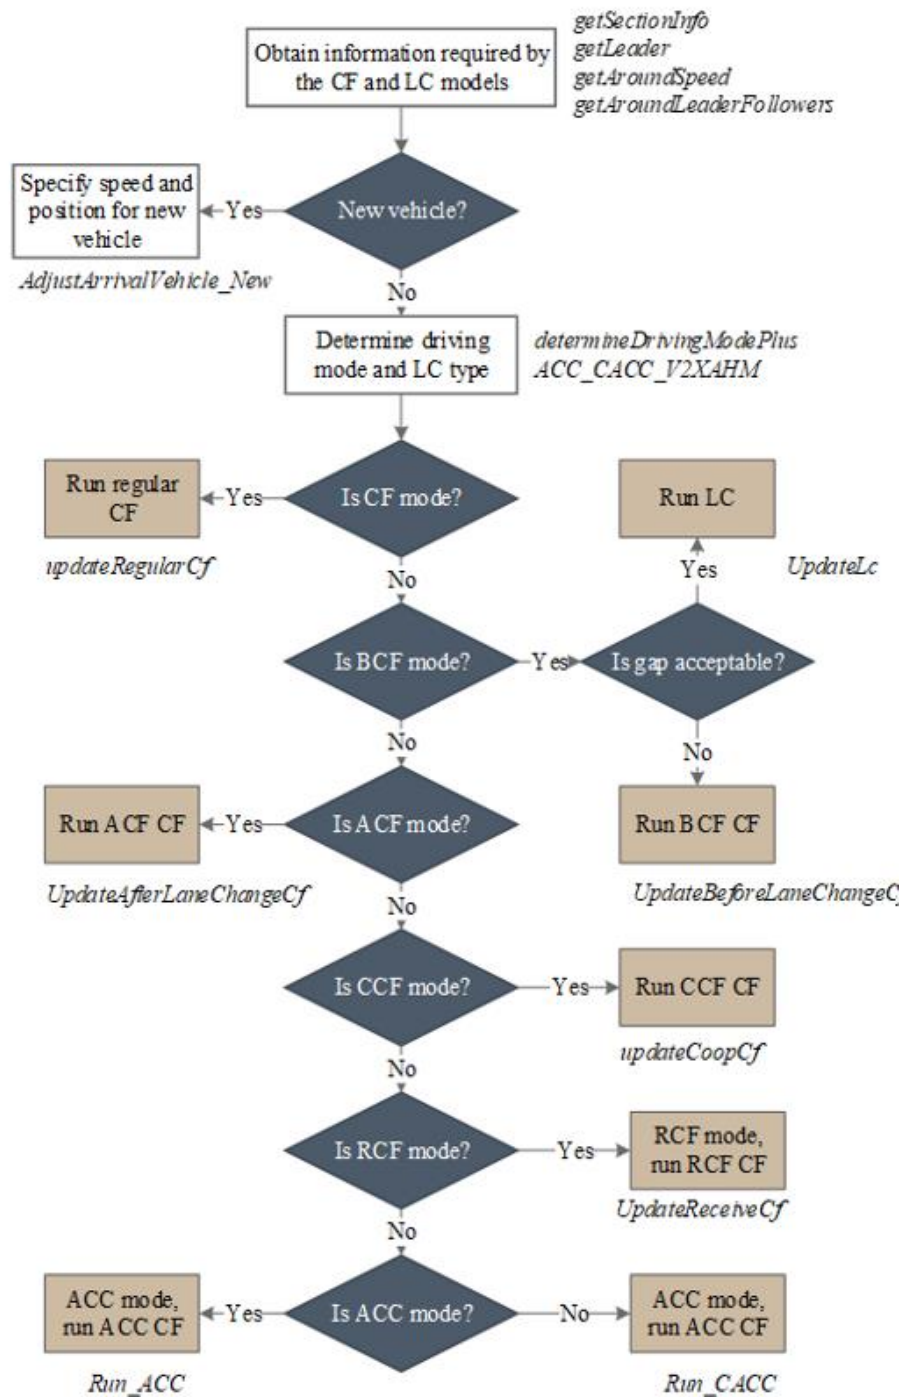 getSectionInfo
getLeader
getAroundSpeed
getAroundLeaderFollowers
Obtain information required by
the CF and LC models
New vehicle?
Yes
Specify speed and
position for new
vehicle
AdjustArrivalVehicle_New
No
Determine driving
mode and LC type
determineDrivingModePlus
ACC_CACC_V2XAHM
Is CF mode?
Yes
Run regular
CF
updateRegularCf
No
Is BCF mode?
Yes
Is gap acceptable?
Yes
Run LC
UpdateLc
No
Run BCF CF
UpdateBeforeLaneChangeCf
No
Is ACF mode?
Yes
Run ACF CF
UpdateAfterLaneChangeCf
No
Is CCF mode?
Yes
Run CCF CF
updateCoopCf
No
Is RCF mode?
Yes
RCF mode,
run RCF CF
UpdateReceiveCf
No
Is ACC mode?
Yes
ACC mode,
run ACC CF
Run_ACC
No
ACC mode,
run ACC CF
Run_CACC